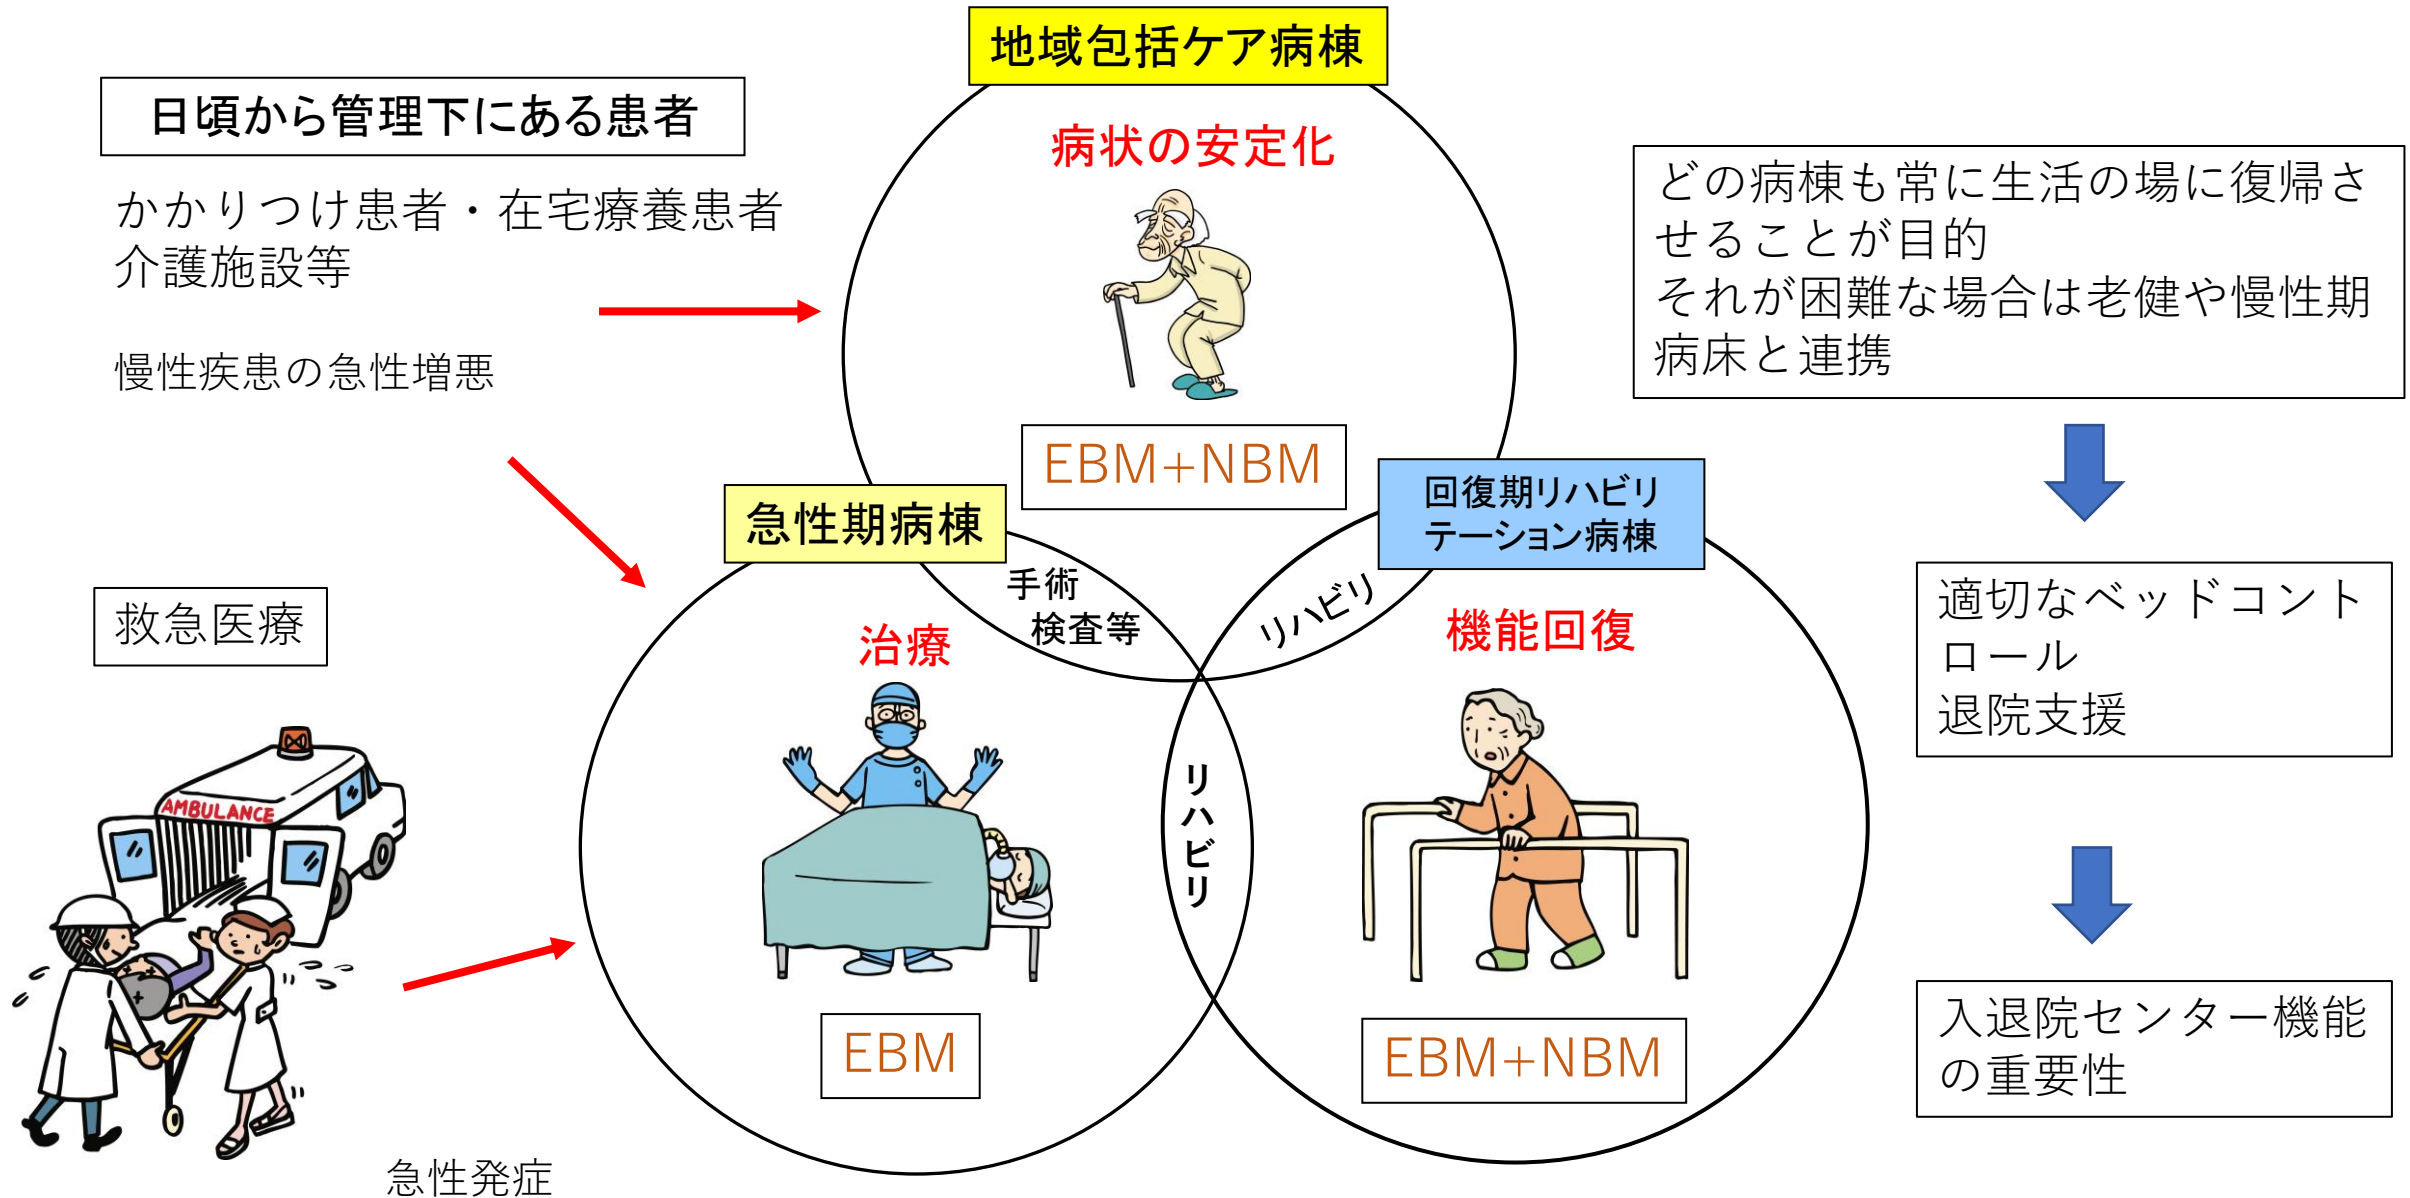 地域包括ケア病棟
日頃から管理下にある患者
かかりつけ患者・在宅療養患者
介護施設等
慢性疾患の急性増悪
病状の安定化
EBM+NBM
どの病棟も常に生活の場に復帰さ
せることが目的
それが困難な場合は老健や慢性期
病床と連携
急性期病棟
回復期リハビリ
テーション病棟
手術
検査等
リハビリ
救急医療
治療
機能回復
適切なベッドコント
ロール
退院支援
AMBULANCE
リハビリ
EBM
EBM+NBM
入退院センター機能
の重要性
急性発症